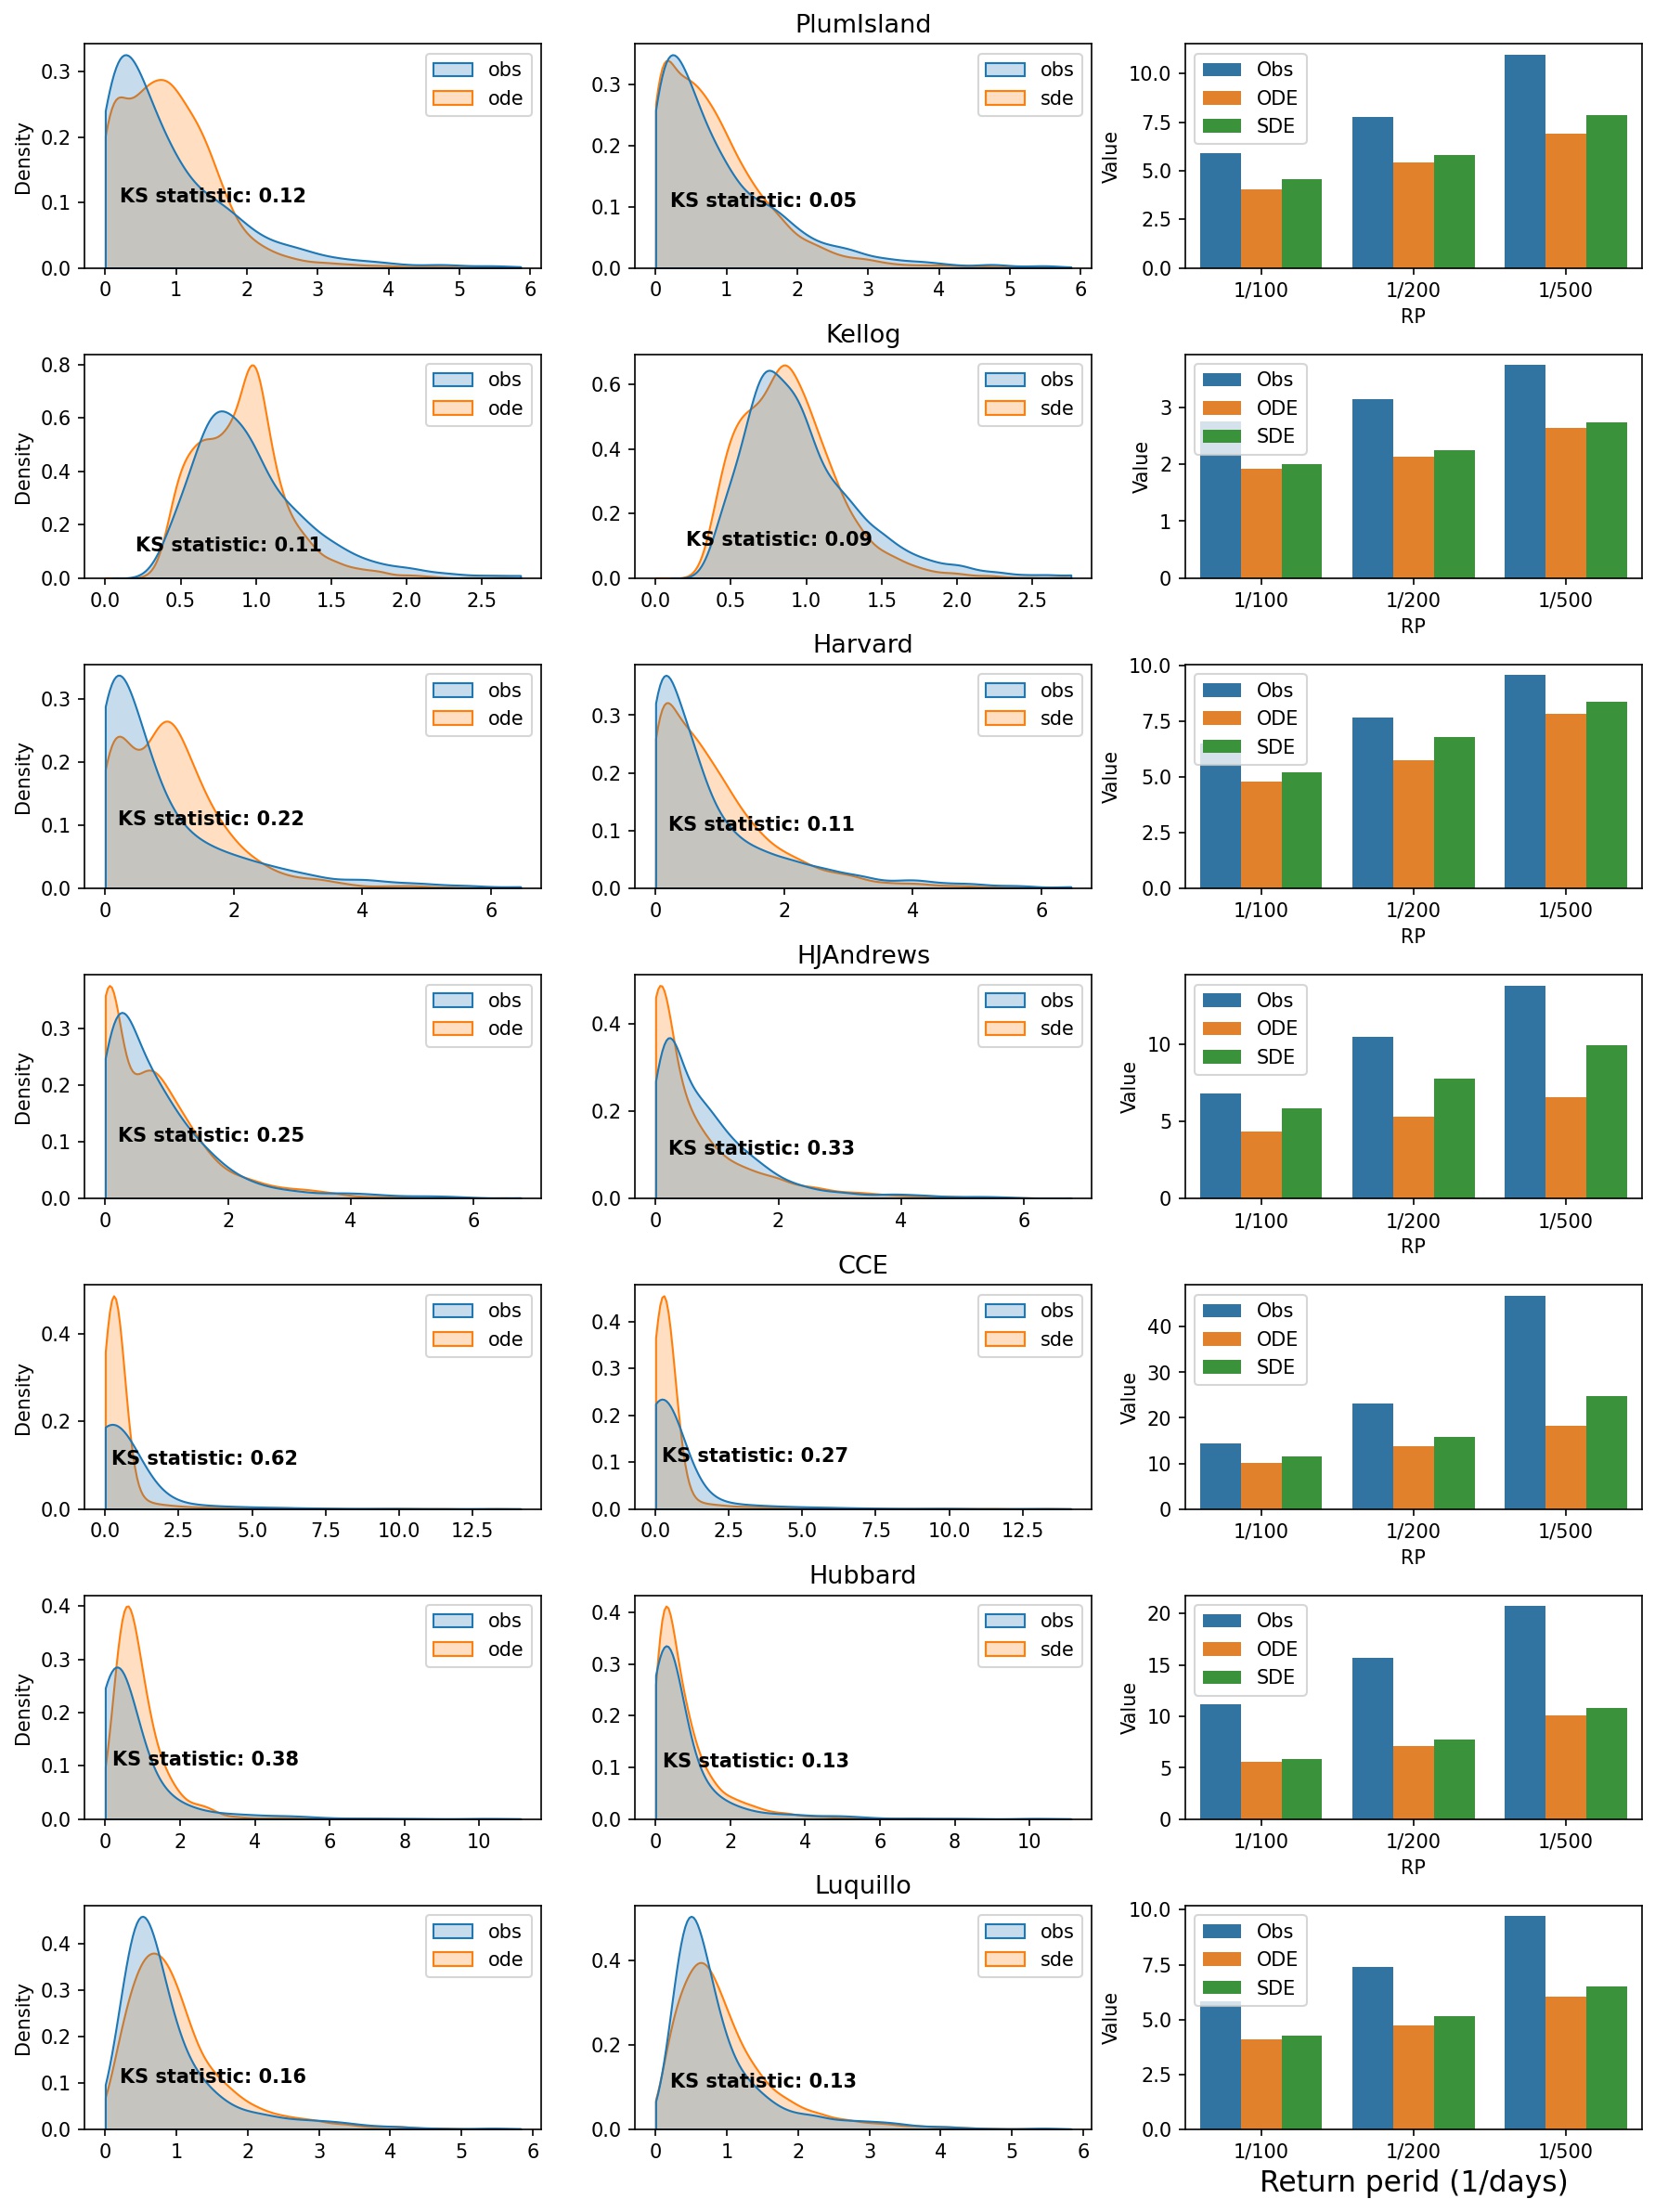 PlumIsland
Density
0.3
0.2
0.1
0.0
obs
ode
KS statistic: 0.12
0 1 2 3 4 5 6
0.3
0.2
0.1
0.0
obs
sde
KS statistic: 0.05
0 1 2 3 4 5 6
Value
10.0
7.5
5.0
2.5
0.0
Obs
ODE
SDE
1/100 1/200 1/500
RP
Kellog
Density
0.8
0.6
0.4
0.2
0.0
obs
ode
KS statistic: 0.11
0.0 0.5 1.0 1.5 2.0 2.5
0.6
0.4
0.2
0.0
obs
sde
KS statistic: 0.09
0.0 0.5 1.0 1.5 2.0 2.5
Value
3
2
1
0
Obs
ODE
SDE
1/100 1/200 1/500
RP
Harvard
Density
0.3
0.2
0.1
0.0
obs
ode
KS statistic: 0.22
0 2 4 6
0.3
0.2
0.1
0.0
obs
sde
KS statistic: 0.11
0 2 4 6
Value
10.0
7.5
5.0
2.5
0.0
Obs
ODE
SDE
1/100 1/200 1/500
RP
HJAndrews
Density
0.3
0.2
0.1
0.0
obs
ode
KS statistic: 0.25
0 2 4 6
0.4
0.2
0.0
obs
sde
KS statistic: 0.33
0 2 4 6
Value
10
5
0
Obs
ODE
SDE
1/100 1/200 1/500
RP
CCE
Density
0.4
0.2
0.0
obs
ode
KS statistic: 0.62
0.0 2.5 5.0 7.5 10.0 12.5
0.4
0.3
0.2
0.1
0.0
obs
sde
KS statistic: 0.27
0.0 2.5 5.0 7.5 10.0 12.5
Value
40
30
20
10
0
Obs
ODE
SDE
1/100 1/200 1/500
RP
Hubbard
Density
0.4
0.3
0.2
0.1
0.0
obs
ode
KS statistic: 0.38
0 2 4 6 8 10
0.4
0.3
0.2
0.1
0.0
obs
sde
KS statistic: 0.13
0 2 4 6 8 10
Value
20
15
10
5
0
Obs
ODE
SDE
1/100 1/200 1/500
RP
Luquillo
Density
0.4
0.3
0.2
0.1
0.0
obs
ode
KS statistic: 0.16
0 1 2 3 4 5 6
0.4
0.2
0.0
obs
sde
KS statistic: 0.13
0 1 2 3 4 5 6
Value
10.0
7.5
5.0
2.5
0.0
Obs
ODE
SDE
1/100 1/200 1/500
Return perid (1/days)